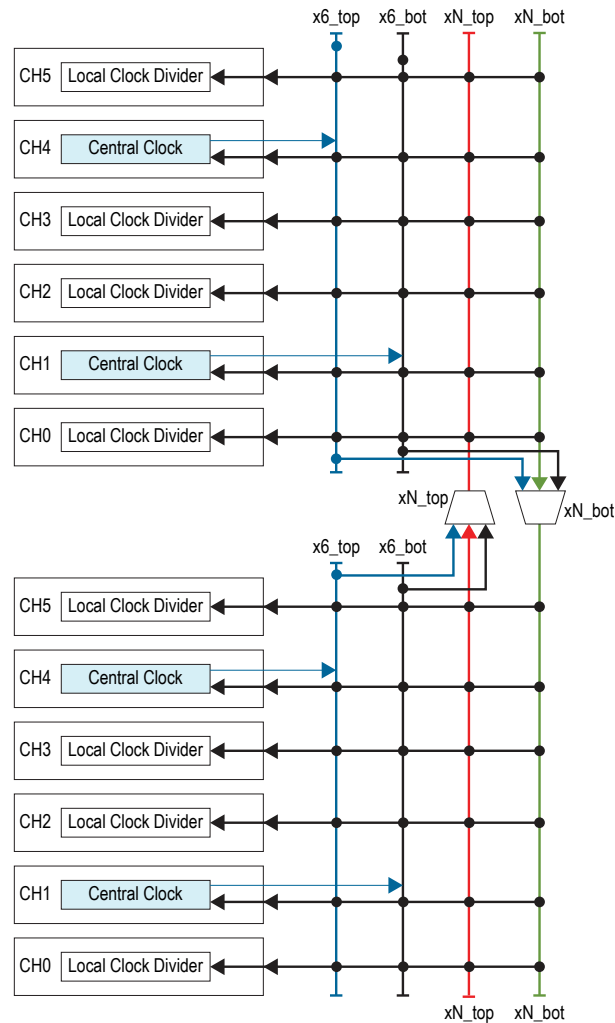 x6_top x6_bot xN_top xN_bot
CH5 Local Clock Divider
CH4 Central Clock
CH3 Local Clock Divider
CH2 Local Clock Divider
CH1 Central Clock
CH0 Local Clock Divider
xN_top xN_bot
x6_top x6_bot
CH5 Local Clock Divider
CH4 Central Clock
CH3 Local Clock Divider
CH2 Local Clock Divider
CH1 Central Clock
CH0 Local Clock Divider
xN_top xN_bot